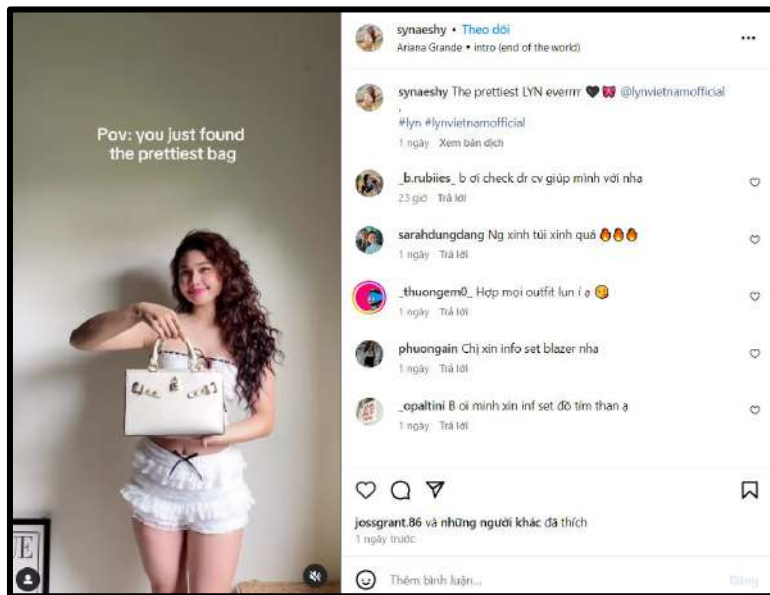 synaeshy • Theo dõi
Ariana Grande • intro (end of the world)
synaeshy The prettiest LYN everrrr 🖤🎀 @lynvietnamofficial
.
#lyn #lynvietnamofficial
1 ngày Xem bản dịch
Pov: you just found
the prettiest bag
_b.rubiies_ b ơi check dr cv giúp mình với nha
23 giờ Trả lời
sarahdungdang Ng xinh túi xinh quá 🔥🔥🔥
1 ngày Trả lời
_thuongem0_ Hợp mọi outfit lun í ạ 😋
1 ngày Trả lời
phuongain Chị xin info set blazer nha
1 ngày Trả lời
_opaltini B oi minh xin inf set đồ tím than ạ
1 ngày Trả lời
jossgrant.86 và những người khác đã thích
1 ngày trước
Thêm bình luận...
Đăng
UE